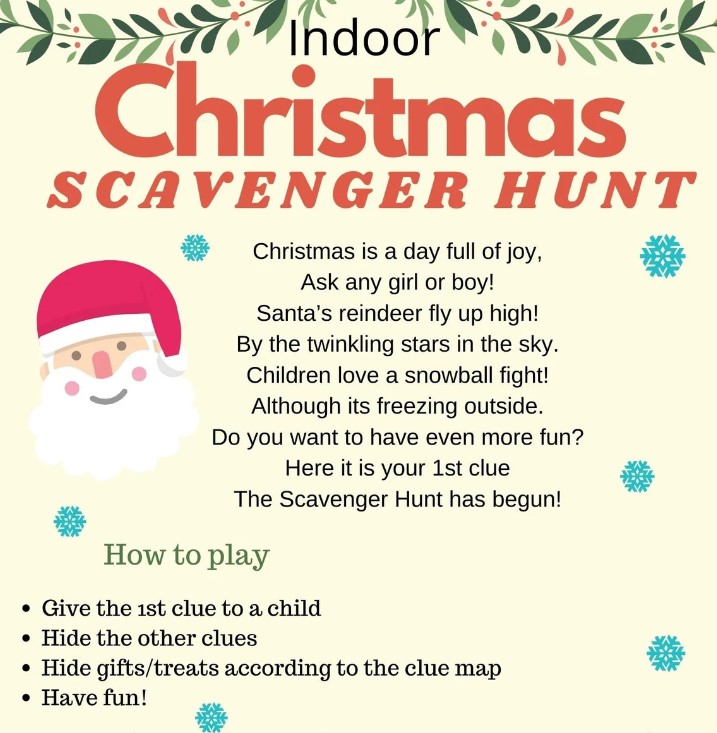 Indoor
Christmas
SCAVENGER HUNT
Christmas is a day full of joy,
Ask any girl or boy!
Santa’s reindeer fly up high!
By the twinkling stars in the sky.
Children love a snowball fight!
Although its freezing outside.
Do you want to have even more fun?
Here it is your 1st clue
The Scavenger Hunt has begun!
How to play
• Give the 1st clue to a child
• Hide the other clues
• Hide gifts/treats according to the clue map
• Have fun!